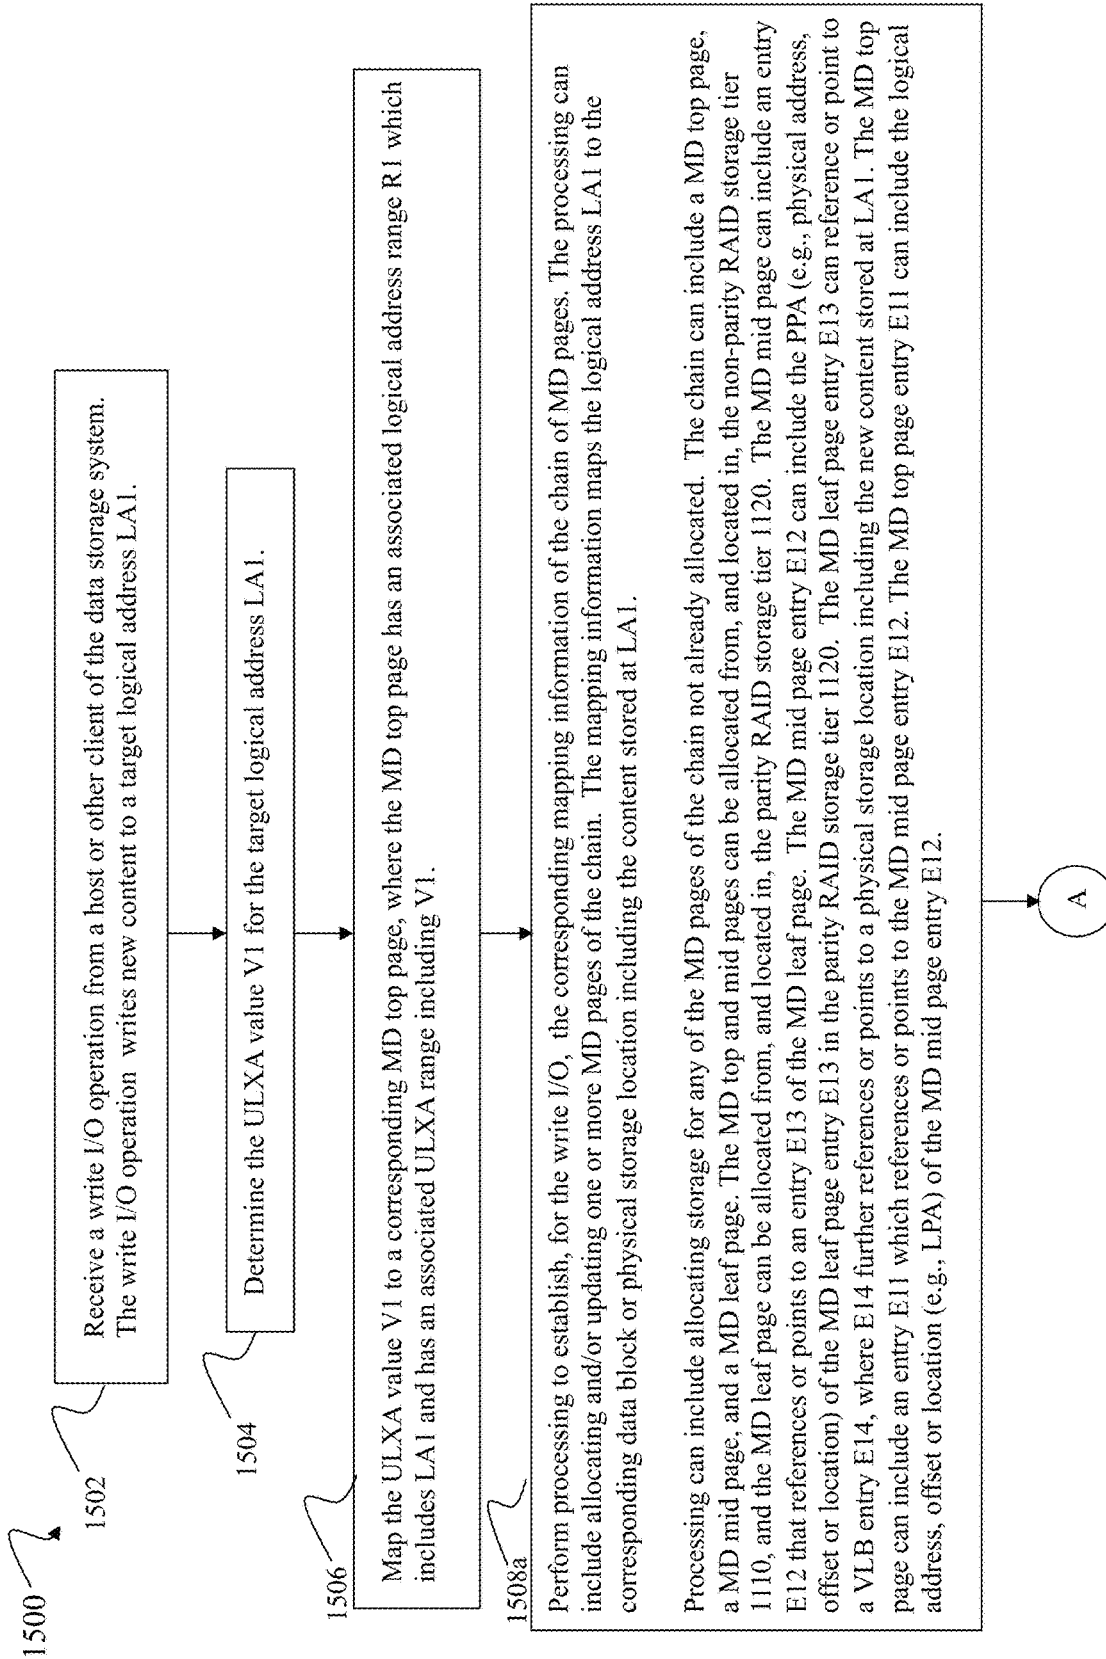 1500
1502
Receive a write I/O operation from a host or other client of the data storage system.
The write I/O operation writes new content to a target logical address LA1.
1504
Determine the ULXA value V1 for the target logical address LA1.
1506
Map the ULXA value V1 to a corresponding MD top page, where the MD top page has an associated logical address range R1 which
includes LA1 and has an associated ULXA range including V1.
1508a
Perform processing to establish, for the write I/O, the corresponding mapping information of the chain of MD pages. The processing can
include allocating and/or updating one or more MD pages of the chain. The mapping information maps the logical address LA1 to the
corresponding data block or physical storage location including the content stored at LA1.
Processing can include allocating storage for any of the MD pages of the chain not already allocated. The chain can include a MD top page,
a MD mid page, and a MD leaf page. The MD top and mid pages can be allocated from, and located in, the non-parity RAID storage tier
1110, and the MD leaf page can be allocated from, and located in, the parity RAID storage tier 1120. The MD mid page can include an entry
E12 that references or points to an entry E13 of the MD leaf page. The MD mid page entry E12 can include the PPA (e.g., physical address,
offset or location) of the MD leaf page entry E13 in the parity RAID storage tier 1120. The MD leaf page entry E13 can reference or point to
a VLB entry E14, where E14 further references or points to a physical storage location including the new content stored at LA1. The MD top
page can include an entry E11 which references or points to the MD mid page entry E12. The MD top page entry E11 can include the logical
address, offset or location (e.g., LPA) of the MD mid page entry E12.
A